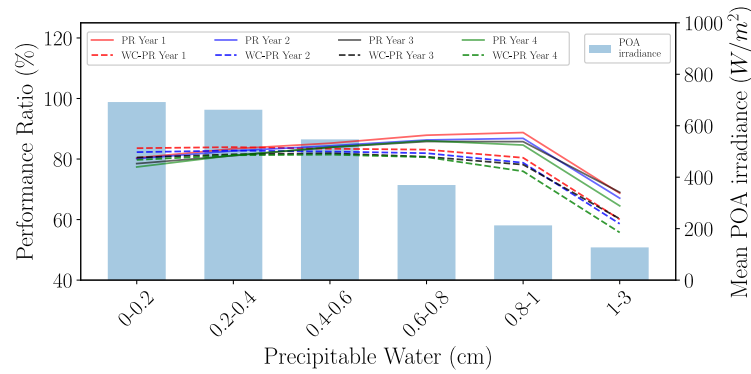 PR Year 1
PR Year 2
PR Year 3
PR Year 4
WC-PR Year 1
WC-PR Year 2
WC-PR Year 3
WC-PR Year 4
POA
irradiance
Performance Ratio (%)
120
100
80
60
40
1000
800
600
400
200
0
Mean POA irradiance (W/m²)
0-0.2
0.2-0.4
0.4-0.6
0.6-0.8
0.8-1
1-3
Precipitable Water (cm)